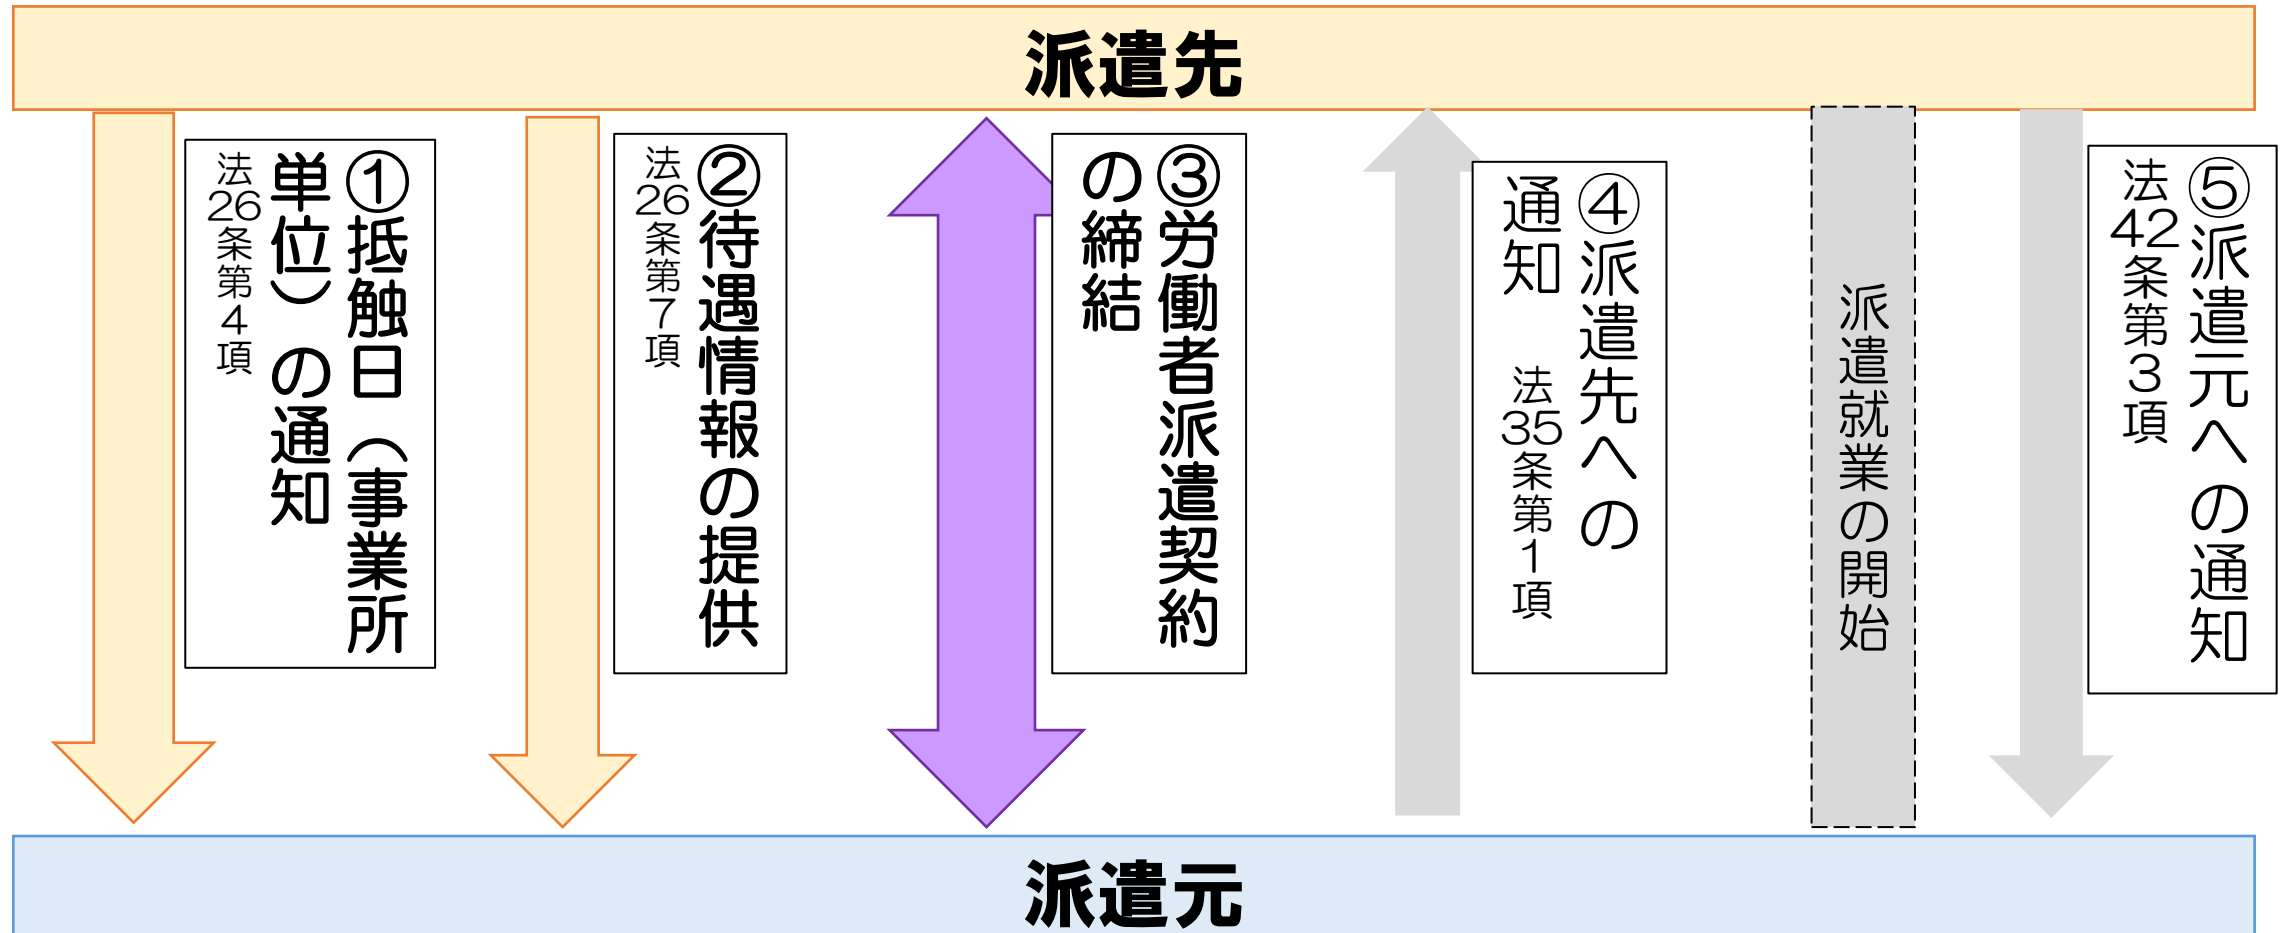 派遣先
①抵触日（事業所
単位）の通知
法26条第４項
②待遇情報の提供
法26条第７項
③労働者派遣契約
の締結
④派遣先への
通知　法35条第１項
派遣就業の開始
⑤派遣元への通知
法42条第３項
派遣元